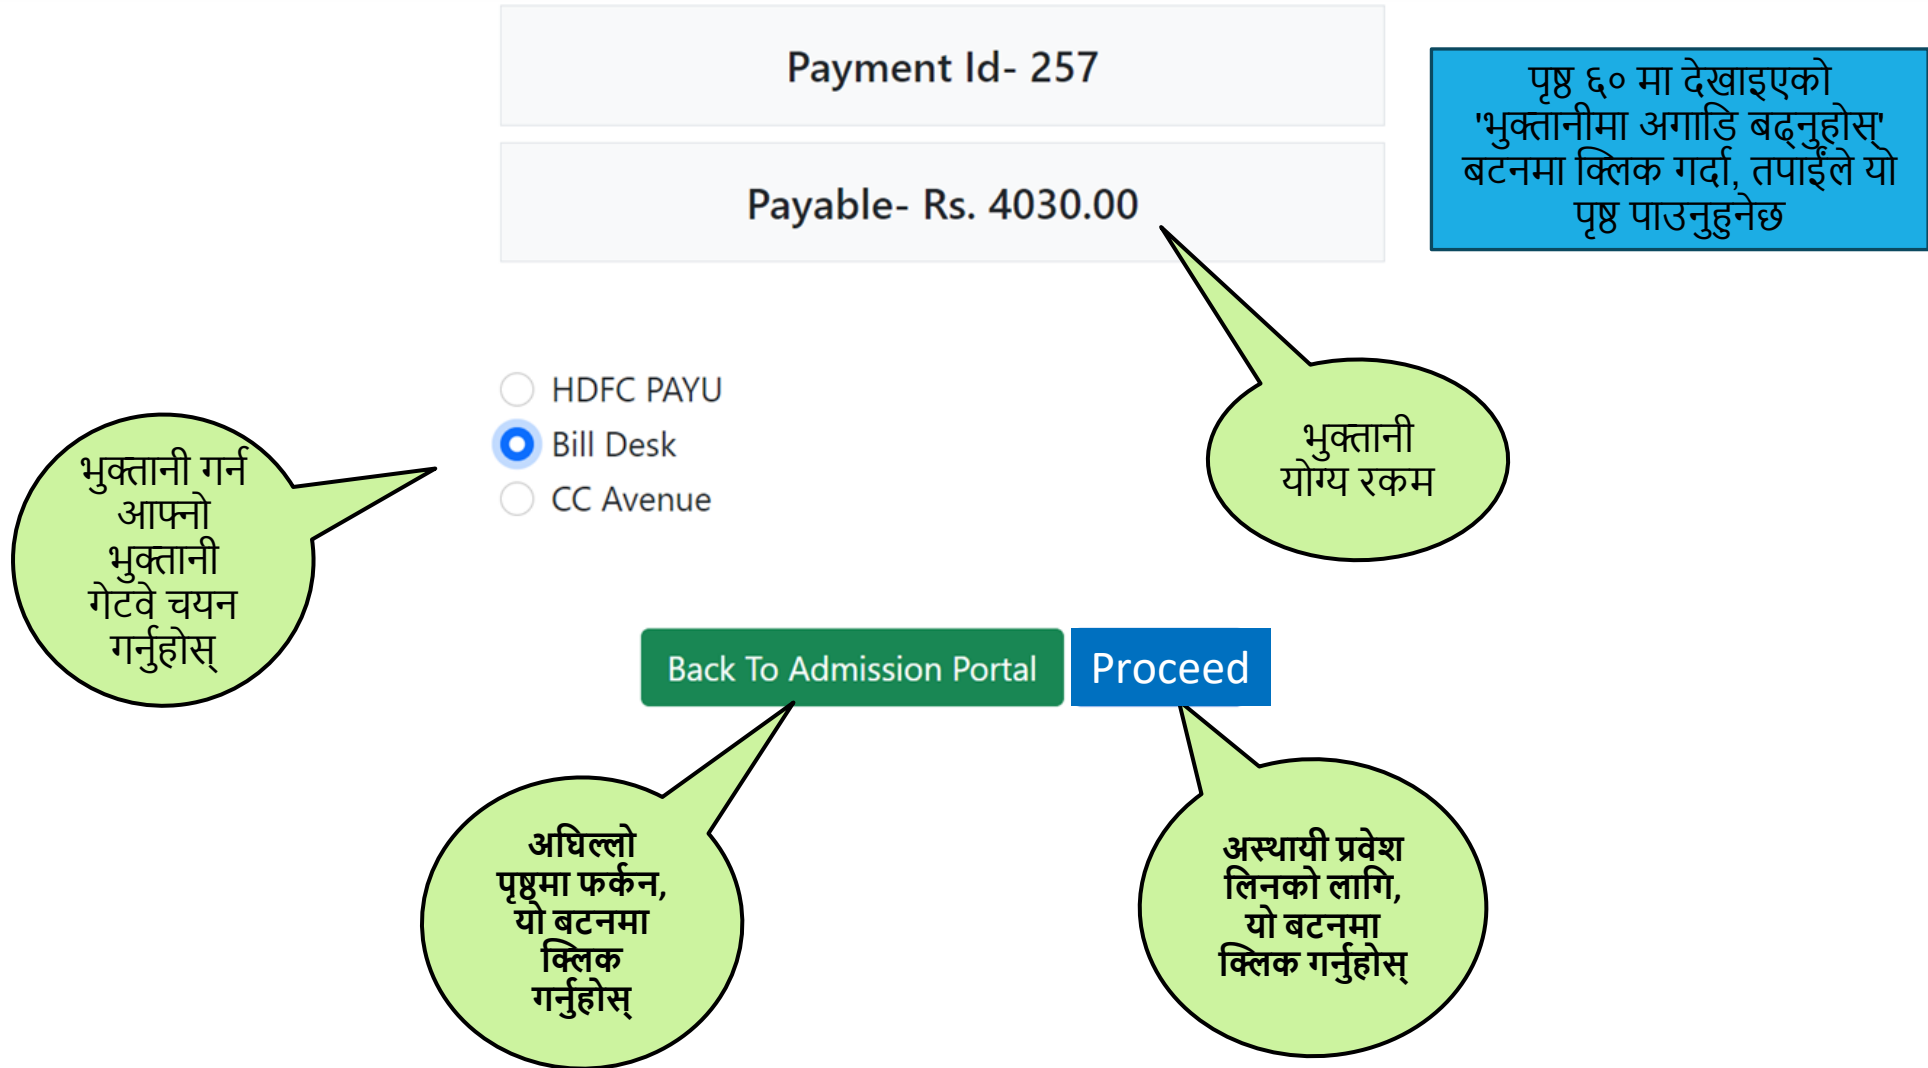 Payment Id- 257
पृष्ठ ६० मा देखाइएको
'भुक्तानीमा अगाडि बढ्नुहोस्'
बटनमा क्लिक गर्दा, तपाईंले यो
पृष्ठ पाउनुहुनेछ
Payable- Rs. 4030.00
HDFC PAYU
Bill Desk
CC Avenue
भुक्तानी
योग्य रकम
भुक्तानी गर्न
आफ्नो
भुक्तानी
गेटवे चयन
गर्नुहोस्
Back To Admission Portal
Proceed
अघिल्लो
पृष्ठमा फर्कन,
यो बटनमा
क्लिक
गर्नुहोस्
अस्थायी प्रवेश
लिनको लागि,
यो बटनमा
क्लिक गर्नुहोस्